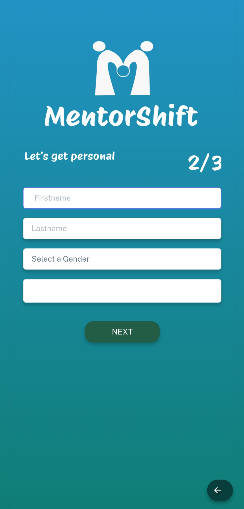 MentorShift
Let's get personal
2/3
Firstname
Lastname
Select a Gender
NEXT